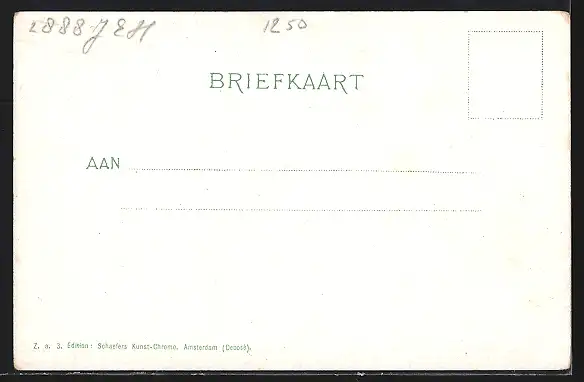 2888 JEH 1250
BRIEFKAART
AAN
Z. a. 3. Edition: Schaefers Kunst-Chromo, Amsterdam (Deposé).